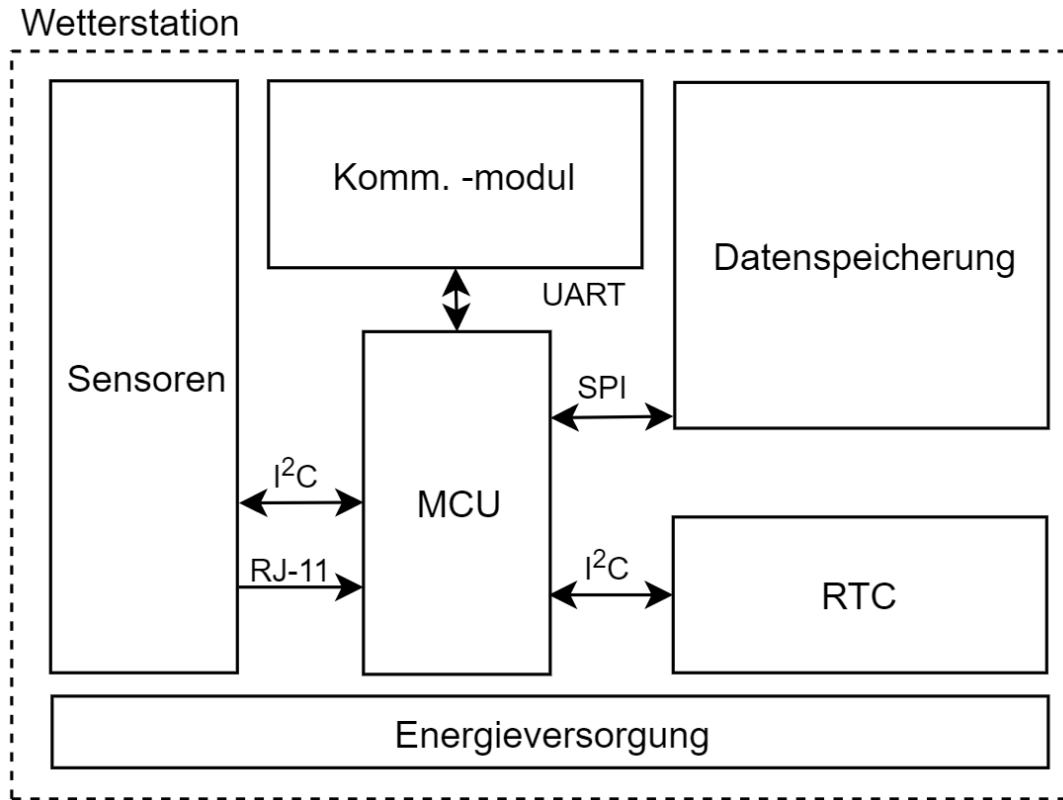 Wetterstation
Komm. -modul
Datenspeicherung
UART
Sensoren
SPI
I²C
MCU
RJ-11
I²C
RTC
Energieversorgung